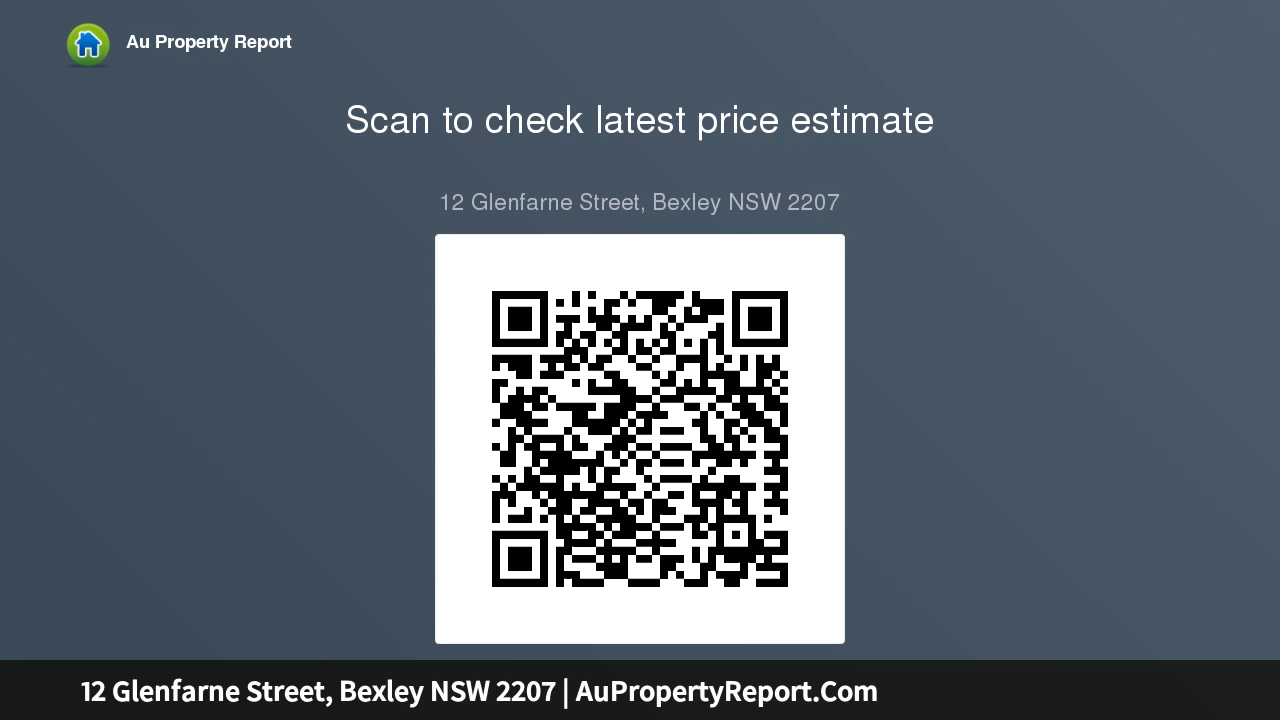 Au Property Report
Scan to check latest price estimate
12 Glenfarne Street, Bexley NSW 2207
12 Glenfarne Street, Bexley NSW 2207 | AuPropertyReport.Com